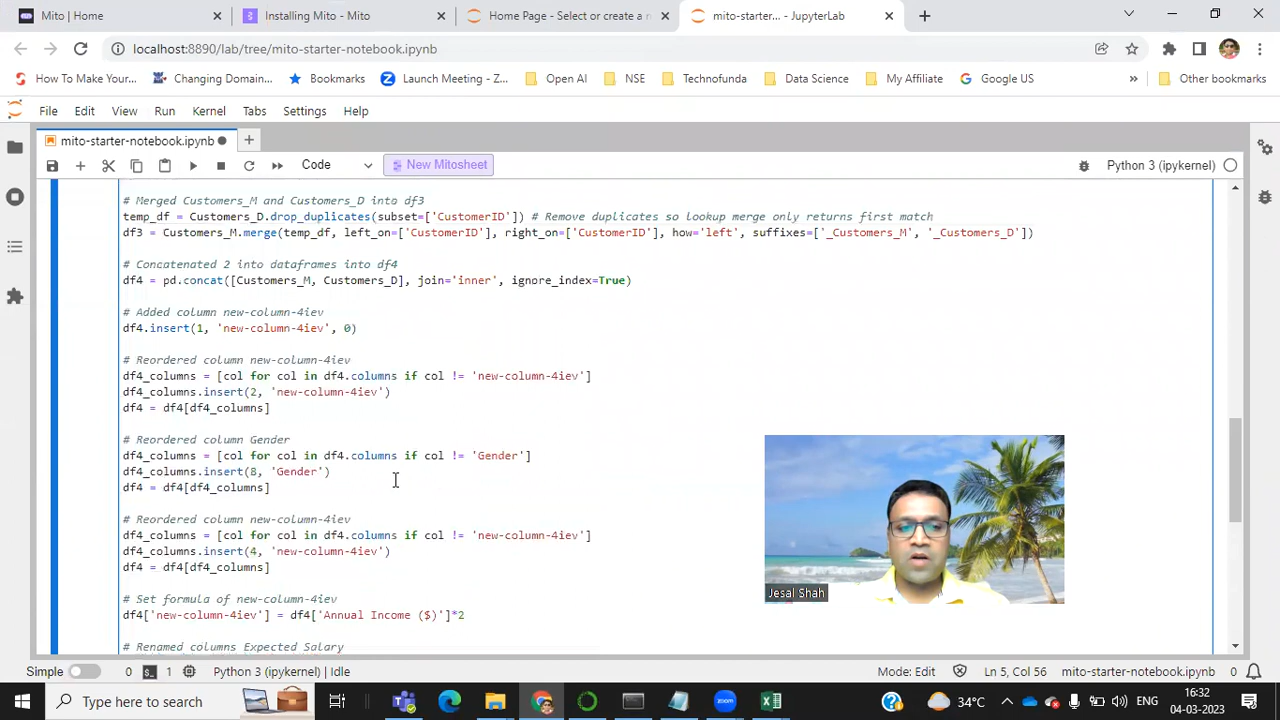 Mito | Home
Installing Mito - Mito
Home Page - Select or create a n
mito-starter... - JupyterLab
localhost:8890/lab/tree/mito-starter-notebook.ipynb
How To Make Your...
Changing Domain...
Bookmarks
Launch Meeting - Z...
Open AI
NSE
Technofunda
Data Science
My Affiliate
Google US
»
Other bookmarks
File Edit View Run Kernel Tabs Settings Help
mito-starter-notebook.ipynb
Code
New Mitosheet
Python 3 (ipykernel)
# Merged Customers_M and Customers_D into df3
temp_df = Customers_D.drop_duplicates(subset=['CustomerID']) # Remove duplicates so lookup merge only returns first match
df3 = Customers_M.merge(temp_df, left_on=['CustomerID'], right_on=['CustomerID'], how='left', suffixes=['_Customers_M', '_Customers_D'])
# Concatenated 2 into dataframes into df4
df4 = pd.concat([Customers_M, Customers_D], join='inner', ignore_index=True)
# Added column new-column-4iev
df4.insert(1, 'new-column-4iev', 0)
# Reordered column new-column-4iev
df4_columns = [col for col in df4.columns if col != 'new-column-4iev']
df4_columns.insert(2, 'new-column-4iev')
df4 = df4[df4_columns]
# Reordered column Gender
df4_columns = [col for col in df4.columns if col != 'Gender']
df4_columns.insert(8, 'Gender')
df4 = df4[df4_columns]
# Reordered column new-column-4iev
df4_columns = [col for col in df4.columns if col != 'new-column-4iev']
df4_columns.insert(4, 'new-column-4iev')
df4 = df4[df4_columns]
# Set formula of new-column-4iev
df4['new-column-4iev'] = df4['Annual Income ($)']*2
# Renamed columns Expected Salary
Jesal Shah
Simple
0
1
Python 3 (ipykernel) | Idle
Mode: Edit
Ln 5, Col 56
mito-starter-notebook.ipynb
0
Type here to search
34°C
ENG
16:32
04-03-2023